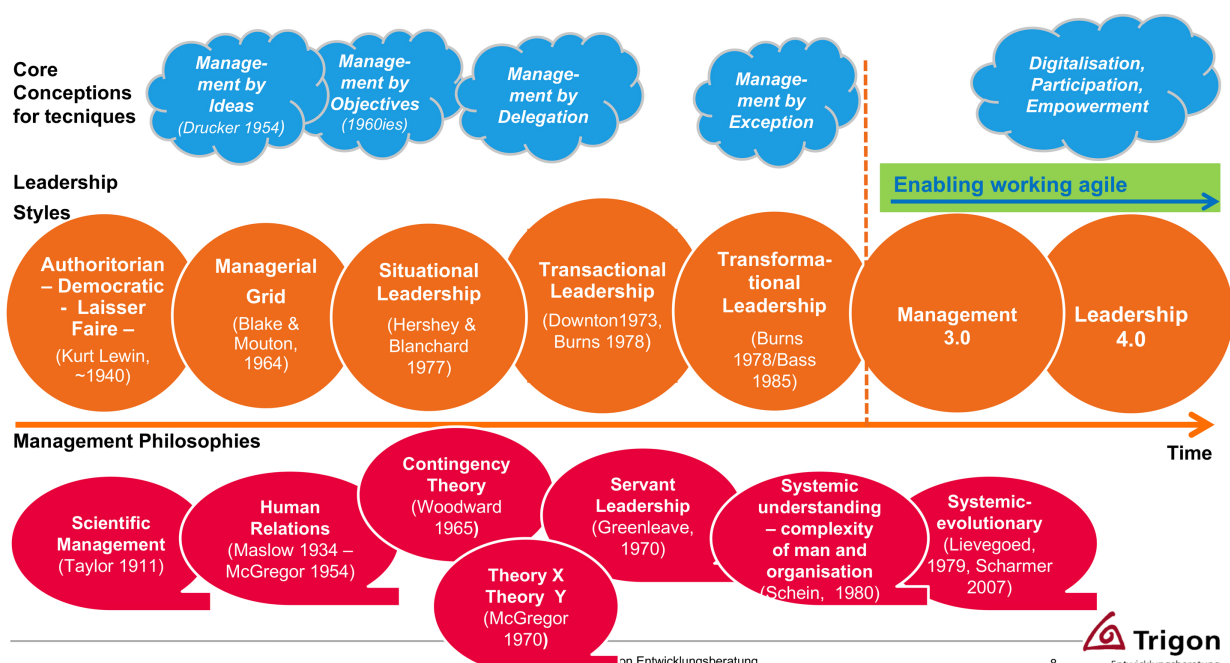 Core
Conceptions
for tecniques
Manage-
ment by
Ideas
(Drucker 1954)
Manage-
ment by
Objectives
(1960ies)
Manage-
ment by
Delegation
Manage-
ment by
Exception
Digitalisation,
Participation,
Empowerment
Leadership
Styles
Enabling working agile
Authoritorian
– Democratic
- Laisser
Faire –
(Kurt Lewin,
~1940)
Managerial
Grid
(Blake &
Mouton,
1964)
Situational
Leadership
(Hershey &
Blanchard
1977)
Transactional
Leadership
(Downton1973,
Burns 1978)
Transforma-
tional
Leadership
(Burns
1978/Bass
1985)
Management
3.0
Leadership
4.0
Management Philosophies
Time
Scientific
Management
(Taylor 1911)
Human
Relations
(Maslow 1934 –
McGregor 1954)
Contingency
Theory
(Woodward
1965)
Theory X
Theory Y
(McGregor
1970)
Servant
Leadership
(Greenleave,
1970)
Systemic
understanding
– complexity
of man and
organisation
(Schein, 1980)
Systemic-
evolutionary
(Lievegoed,
1979, Scharmer
2007)
Trigon
Entwicklungsberatung
on Entwicklungsberatung
8